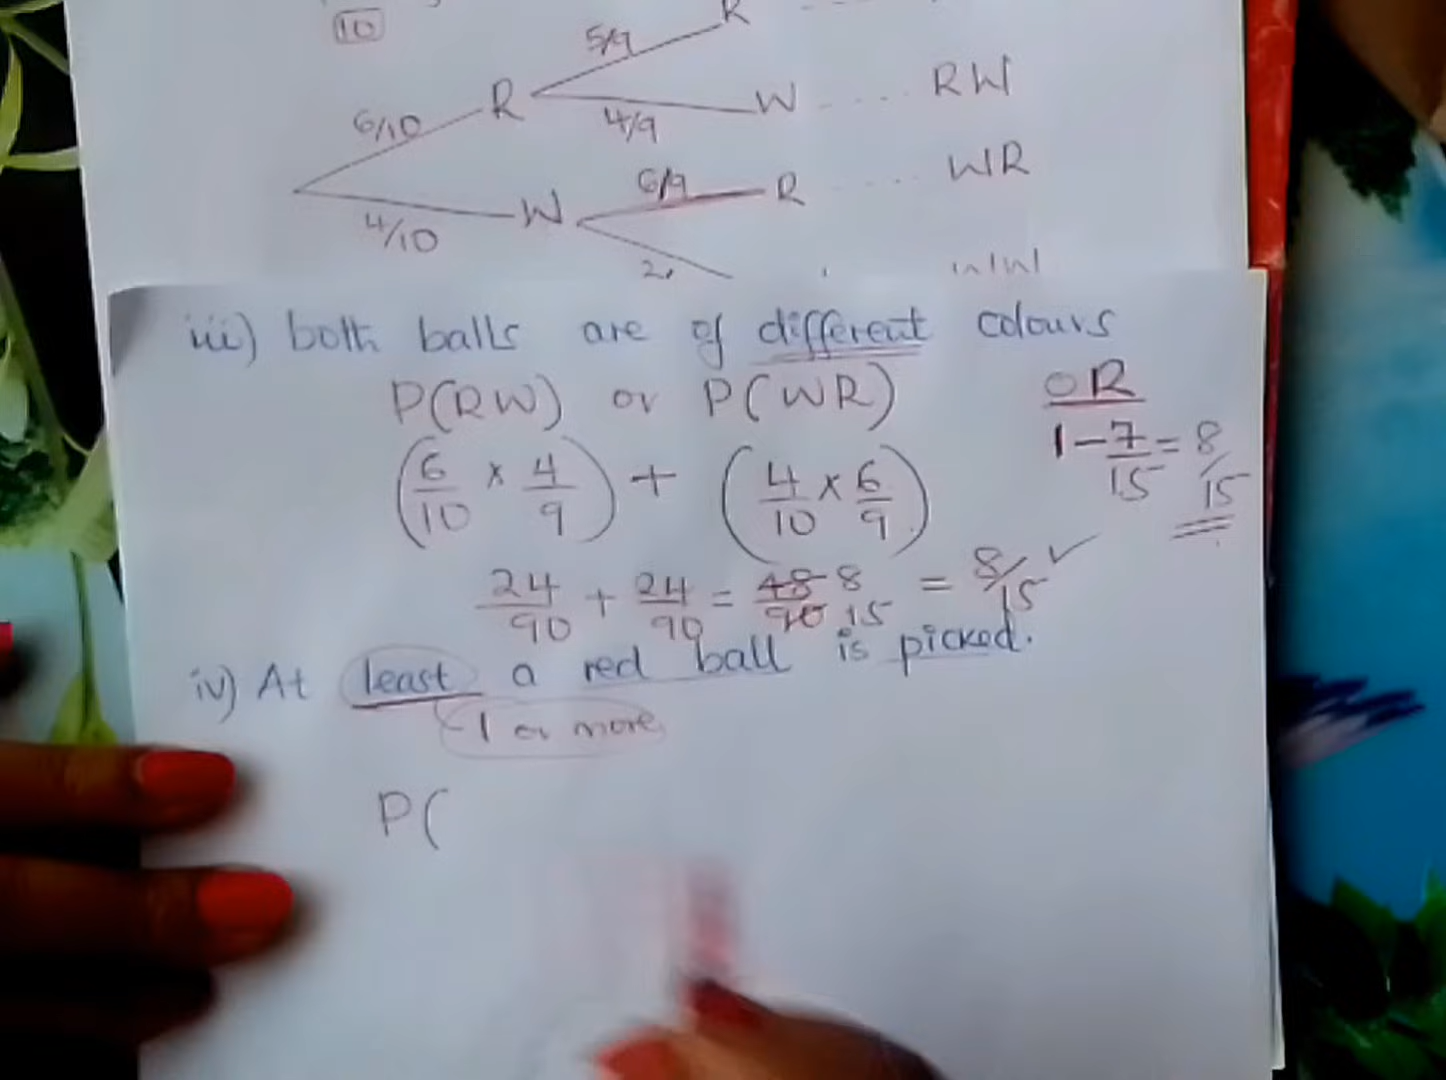 10
5/9 R
6/10 R 4/9 W ..... RW
4/10 W 6/9 R ..... WR
WW
iii) both balls are of different colours
P(RW) or P(WR)
OR
(6/10 × 4/9) + (4/10 × 6/9)
1 - 7/15 = 8/15
24/90 + 24/90 = 48/90 8/15 = 8/15 ✓
iv) At least a red ball is picked.
1 or more
P(